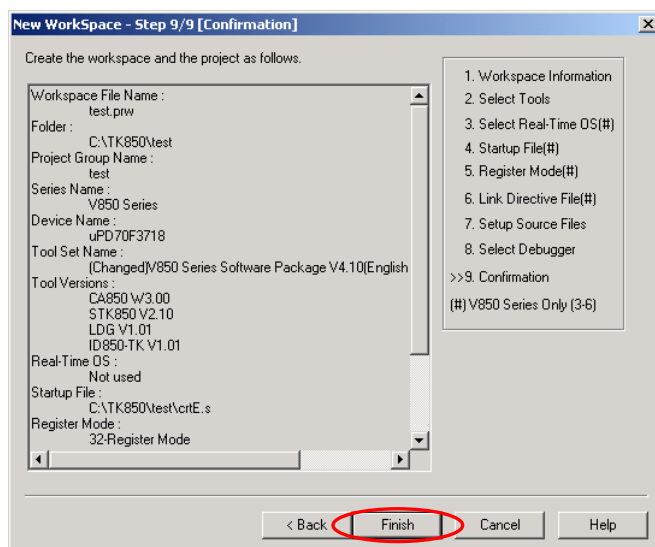 New WorkSpace - Step 9/9 [Confirmation]
Create the workspace and the project as follows.
Workspace File Name :
test.prw
Folder :
C:\TK850\test
Project Group Name :
test
Series Name :
V850 Series
Device Name :
uPD70F3718
Tool Set Name :
(Changed)V850 Series Software Package V4.10(English
Tool Versions :
CA850 W3.00
STK850 V2.10
LDG V1.01
ID850-TK V1.01
Real-Time OS :
Not used
Startup File :
C:\TK850\test\crtE.s
Register Mode :
32-Register Mode
1. Workspace Information
2. Select Tools
3. Select Real-Time OS(#)
4. Startup File(#)
5. Register Mode(#)
6. Link Directive File(#)
7. Setup Source Files
8. Select Debugger
>>9. Confirmation
(#) V850 Series Only (3-6)
< Back
Finish
Cancel
Help